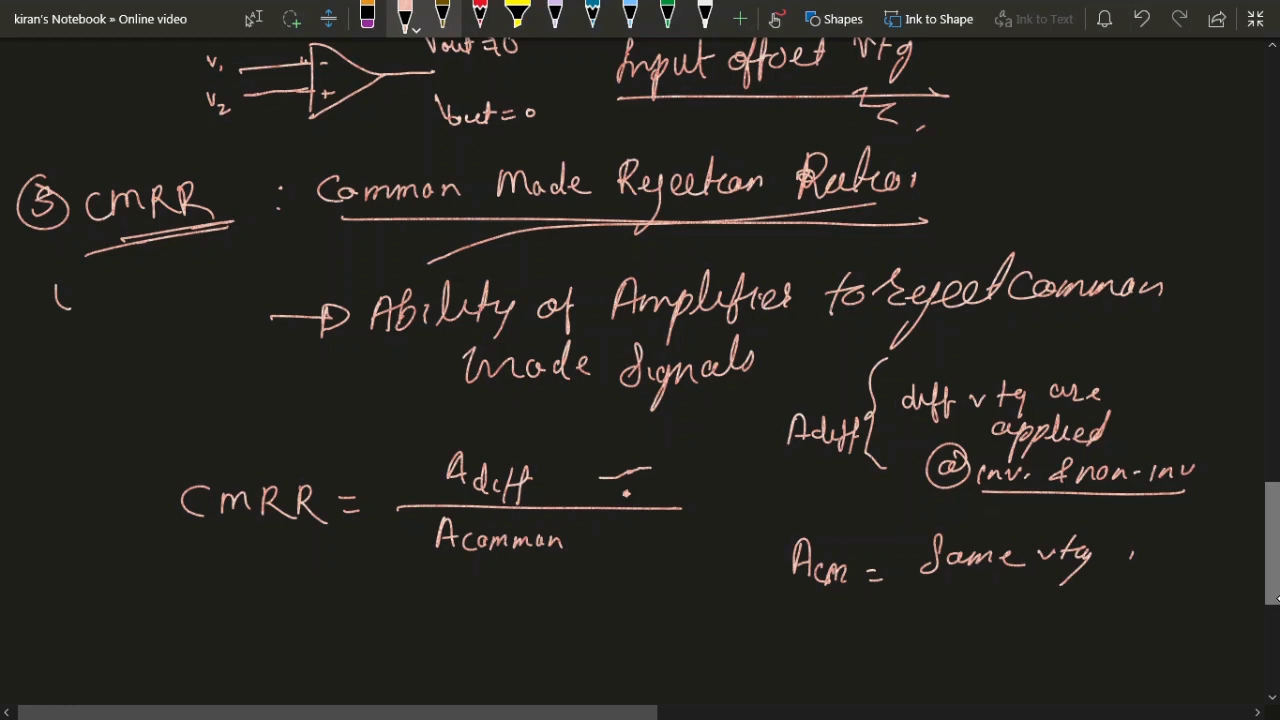 kiran's Notebook » Online video
Shapes
Ink to Shape
Ink to Text
V1
V2
-
+
Vout ≠ 0
Vout = 0
Input offset vtg
③ CMRR : Common Mode Rejection Ratio
→ Ability of Amplifier to reject Common
mode Signals
Adiff { diff vtg are
applied
@ inv. & non-inv
CMRR = Adiff / Acommon
Acm = Same vtg